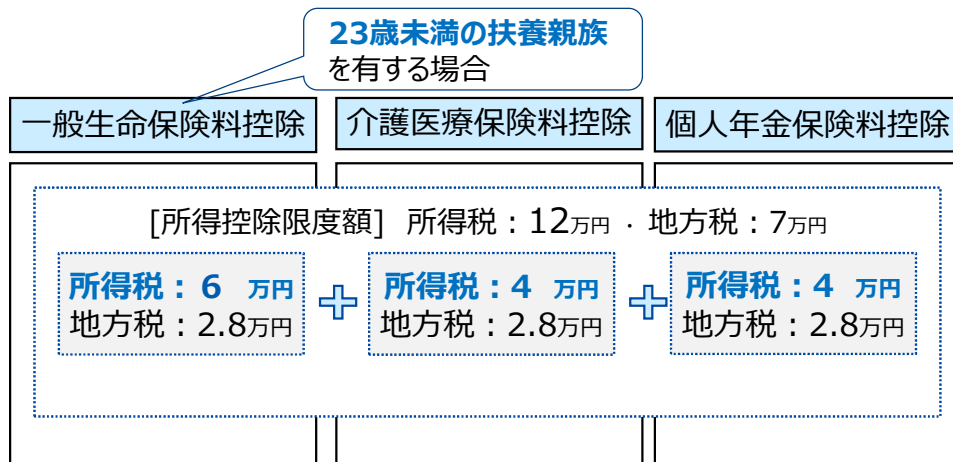 23歳未満の扶養親族
を有する場合
一般生命保険料控除
介護医療保険料控除
個人年金保険料控除
[所得控除限度額] 所得税：12万円 ・ 地方税：7万円
所得税：6 万円
地方税：2.8万円
+
所得税：4 万円
地方税：2.8万円
+
所得税：4 万円
地方税：2.8万円